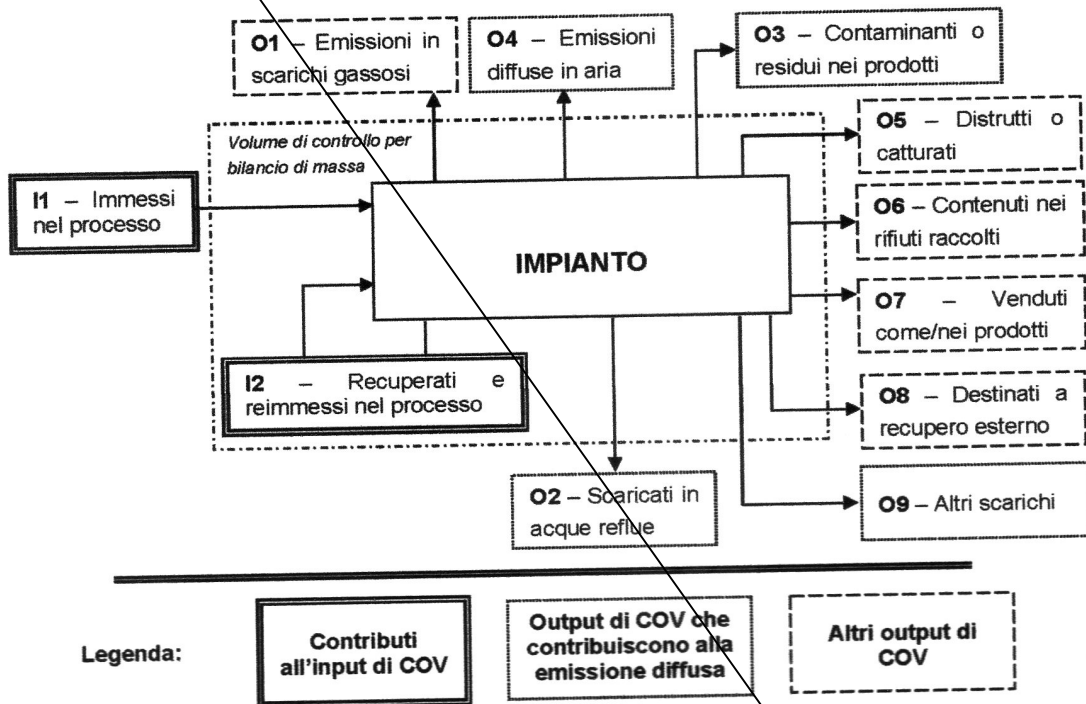 O1 – Emissioni in
scarichi gassosi
O4 – Emissioni
diffuse in aria
O3 – Contaminanti o
residui nei prodotti
Volume di controllo per
bilancio di massa
O5 – Distrutti o
catturati
I1 – Immessi
nel processo
O6 – Contenuti nei
rifiuti raccolti
IMPIANTO
O7 – Venduti
come/nei prodotti
I2 – Recuperati e
reimmessi nel processo
O8 – Destinati a
recupero esterno
O2 – Scaricati in
acque reflue
O9 – Altri scarichi
Legenda:
Contributi
all'input di COV
Output di COV che
contribuiscono alla
emissione diffusa
Altri output di
COV